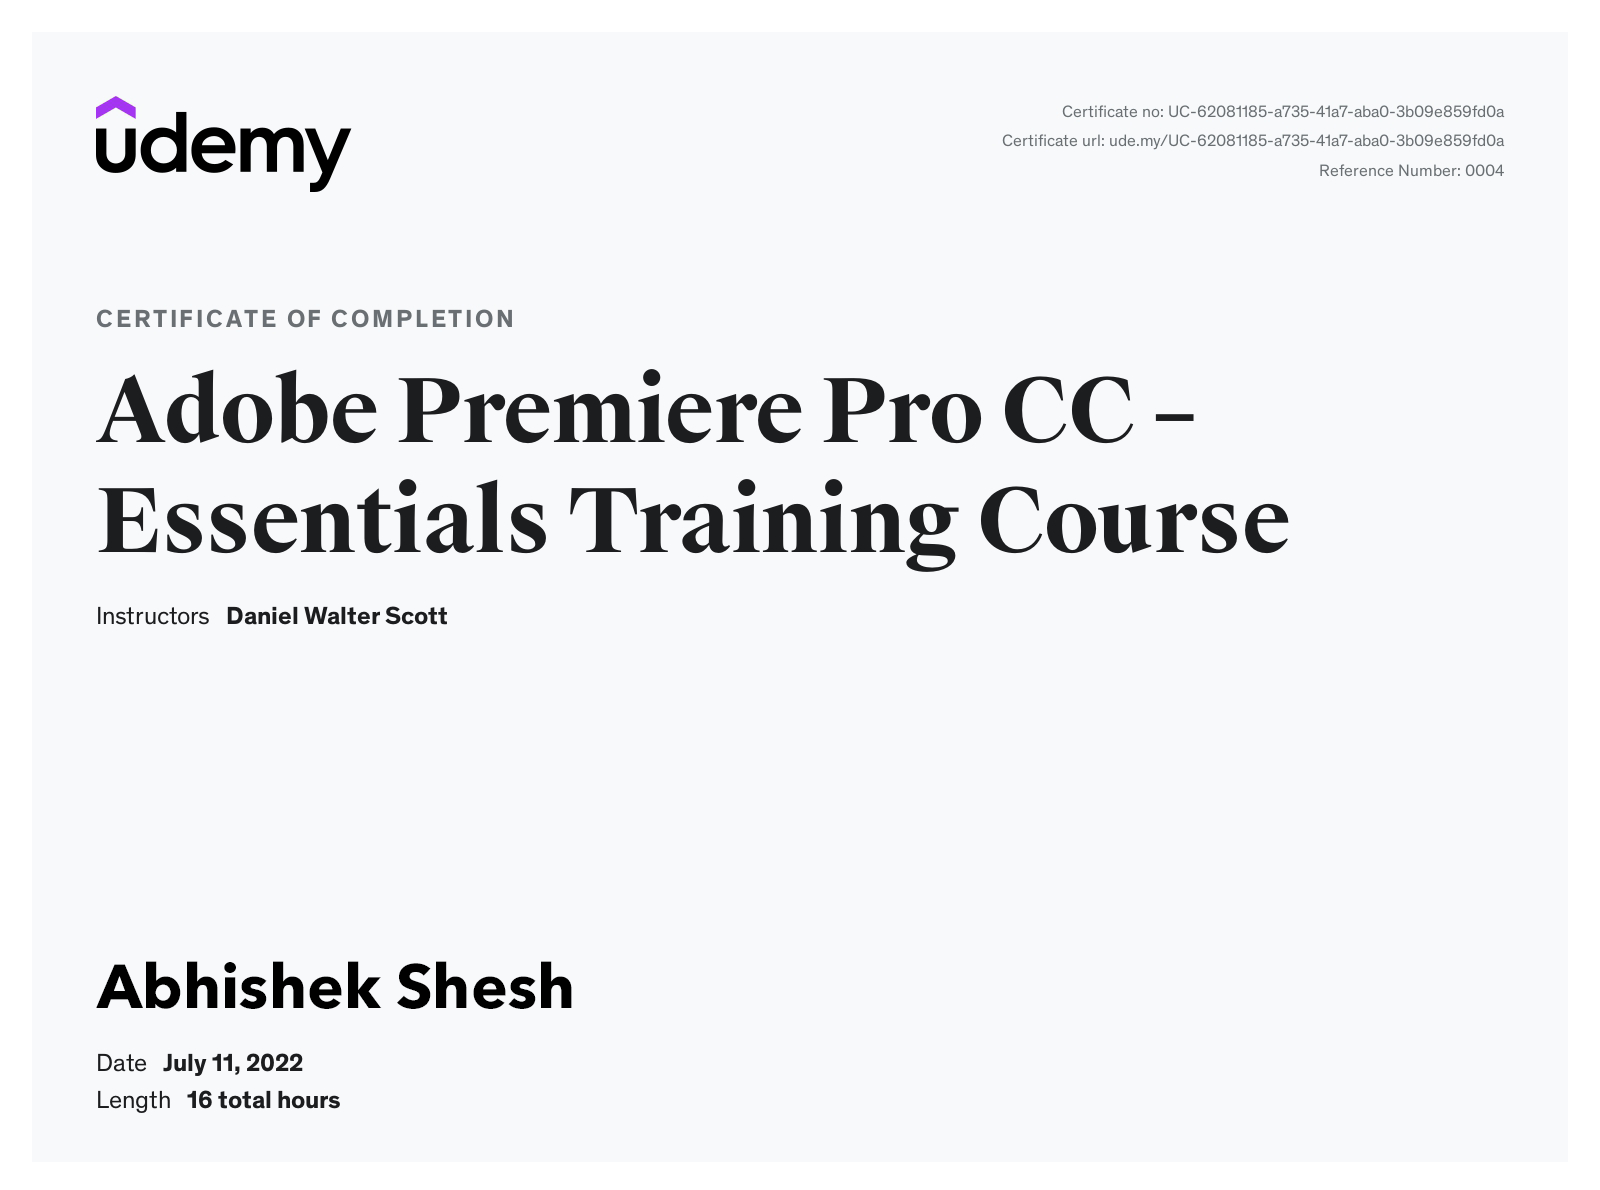 udemy
Certificate no: UC-62081185-a735-41a7-aba0-3b09e859fd0a
Certificate url: ude.my/UC-62081185-a735-41a7-aba0-3b09e859fd0a
Reference Number: 0004
CERTIFICATE OF COMPLETION
Adobe Premiere Pro CC –
Essentials Training Course
Instructors Daniel Walter Scott
Abhishek Shesh
Date July 11, 2022
Length 16 total hours